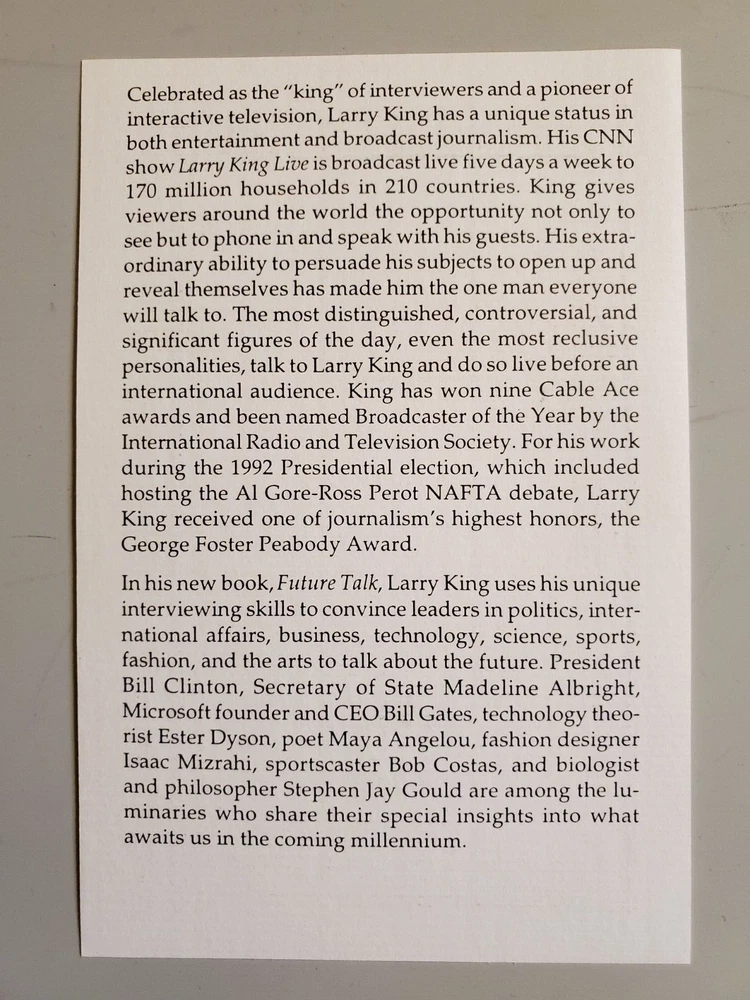 Celebrated as the “king” of interviewers and a pioneer of
interactive television, Larry King has a unique status in
both entertainment and broadcast journalism. His CNN
show Larry King Live is broadcast live five days a week to
170 million households in 210 countries. King gives
viewers around the world the opportunity not only to
see but to phone in and speak with his guests. His extra-
ordinary ability to persuade his subjects to open up and
reveal themselves has made him the one man everyone
will talk to. The most distinguished, controversial, and
significant figures of the day, even the most reclusive
personalities, talk to Larry King and do so live before an
international audience. King has won nine Cable Ace
awards and been named Broadcaster of the Year by the
International Radio and Television Society. For his work
during the 1992 Presidential election, which included
hosting the Al Gore-Ross Perot NAFTA debate, Larry
King received one of journalism’s highest honors, the
George Foster Peabody Award.
In his new book, Future Talk, Larry King uses his unique
interviewing skills to convince leaders in politics, inter-
national affairs, business, technology, science, sports,
fashion, and the arts to talk about the future. President
Bill Clinton, Secretary of State Madeline Albright,
Microsoft founder and CEO Bill Gates, technology theo-
rist Ester Dyson, poet Maya Angelou, fashion designer
Isaac Mizrahi, sportscaster Bob Costas, and biologist
and philosopher Stephen Jay Gould are among the lu-
minaries who share their special insights into what
awaits us in the coming millennium.